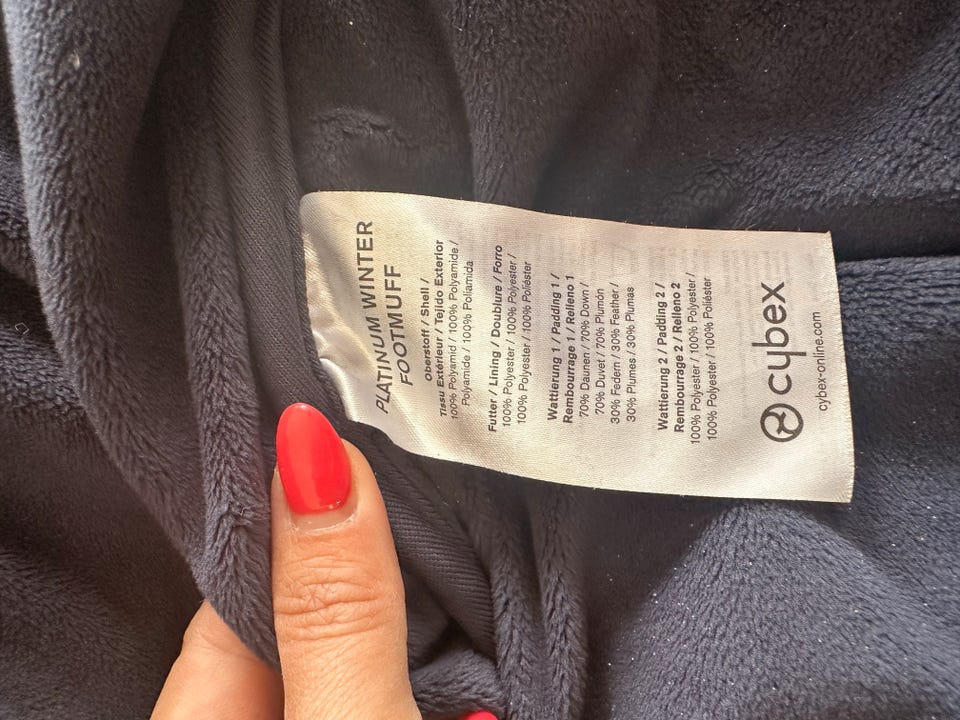 PLATINUM WINTER
FOOTMUFF
Oberstoff / Shell /
Tissu Extérieur / Tejido Exterior
100% Polyamid / 100% Polyamide /
Polyamide / 100% Poliamida
Futter / Lining / Doublure / Forro
100% Polyester / 100% Polyester /
100% Polyester / 100% Poliéster
Wattierung 1 / Padding 1 /
Rembourrage 1 / Relleno 1
70% Daunen / 70% Down /
70% Duvet / 70% Plumón
30% Federn / 30% Feather /
30% Plumes / 30% Plumas
Wattierung 2 / Padding 2 /
Rembourrage 2 / Relleno 2
100% Polyester / 100% Polyester /
100% Polyester / 100% Poliéster
cybex
cybex-online.com